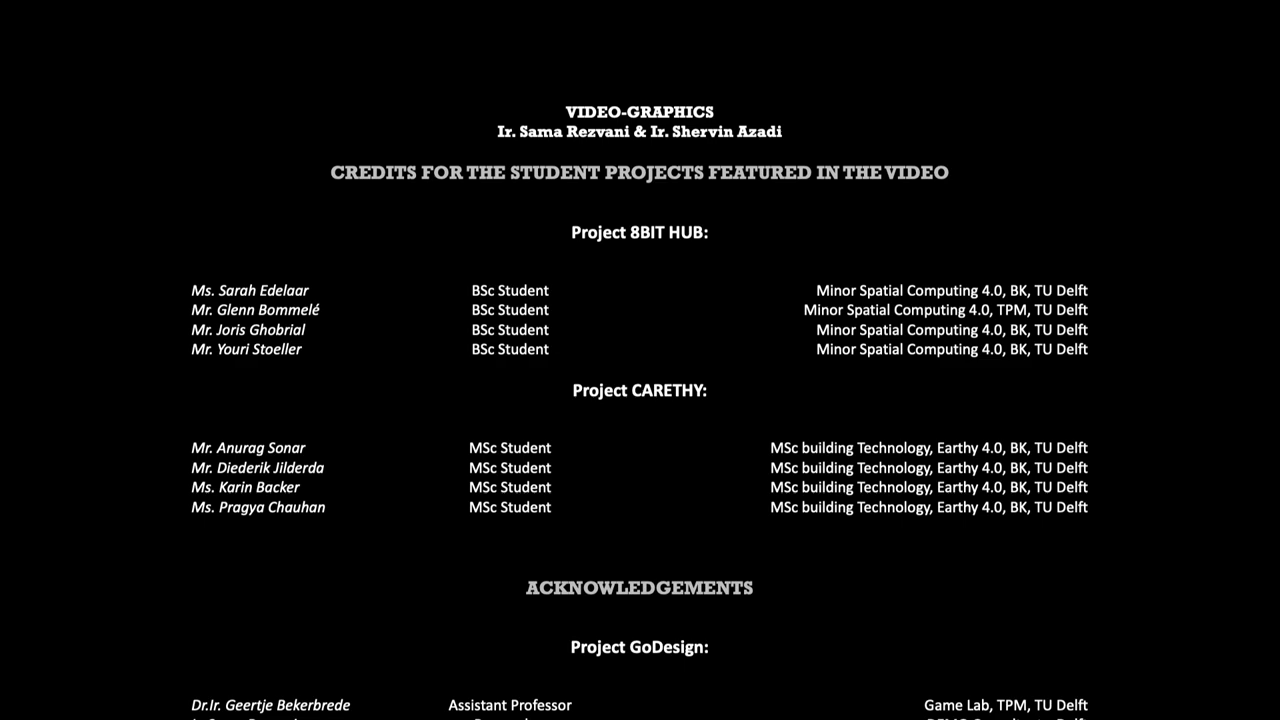 VIDEO-GRAPHICS
Ir. Sama Rezvani & Ir. Shervin Azadi
CREDITS FOR THE STUDENT PROJECTS FEATURED IN THE VIDEO
Project 8BIT HUB:
Ms. Sarah Edelaar BSc Student Minor Spatial Computing 4.0, BK, TU Delft
Mr. Glenn Bommelé BSc Student Minor Spatial Computing 4.0, TPM, TU Delft
Mr. Joris Ghobrial BSc Student Minor Spatial Computing 4.0, BK, TU Delft
Mr. Youri Stoeller BSc Student Minor Spatial Computing 4.0, BK, TU Delft
Project CARETHY:
Mr. Anurag Sonar MSc Student MSc building Technology, Earthy 4.0, BK, TU Delft
Mr. Diederik Jilderda MSc Student MSc building Technology, Earthy 4.0, BK, TU Delft
Ms. Karin Backer MSc Student MSc building Technology, Earthy 4.0, BK, TU Delft
Ms. Pragya Chauhan MSc Student MSc building Technology, Earthy 4.0, BK, TU Delft
ACKNOWLEDGEMENTS
Project GoDesign:
Dr.Ir. Geertje Bekerbrede Assistant Professor Game Lab, TPM, TU Delft